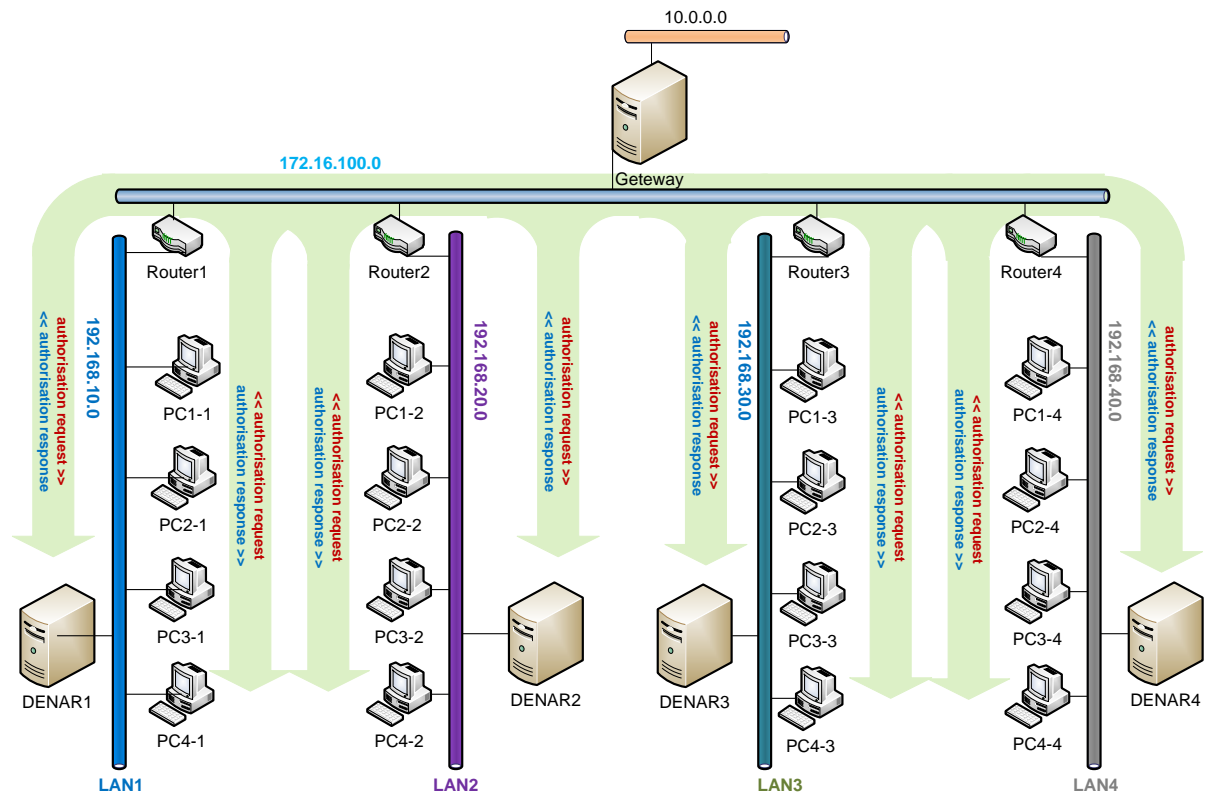 10.0.0.0
Geteway
172.16.100.0
Router1
Router2
Router3
Router4
192.168.10.0
authorisation request >>
<< authorisation response
PC1-1
PC2-1
PC3-1
PC4-1
DENAR1
LAN1
<< authorisation request
authorisation response >>
<< authorisation request
authorisation response >>
192.168.20.0
PC1-2
PC2-2
PC3-2
PC4-2
DENAR2
LAN2
authorisation request >>
<< authorisation response
authorisation request >>
<< authorisation response
192.168.30.0
PC1-3
PC2-3
PC3-3
PC4-3
DENAR3
LAN3
<< authorisation request
authorisation response >>
<< authorisation request
authorisation response >>
192.168.40.0
PC1-4
PC2-4
PC3-4
PC4-4
DENAR4
LAN4
authorisation request >>
<< authorisation response